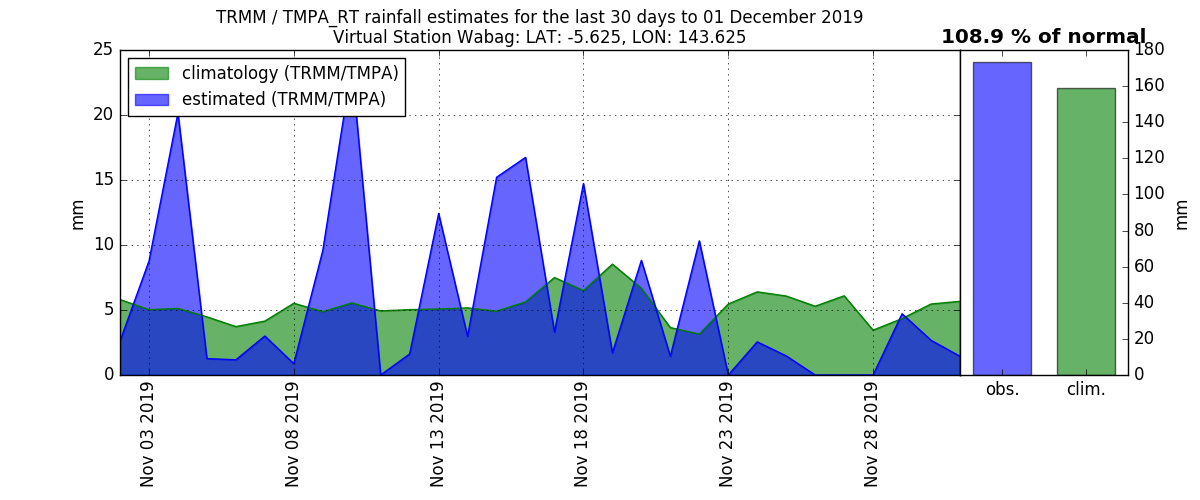 TRMM / TMPA_RT rainfall estimates for the last 30 days to 01 December 2019
Virtual Station Wabag: LAT: -5.625, LON: 143.625
108.9 % of normal
climatology (TRMM/TMPA)
estimated (TRMM/TMPA)
25
20
15
10
5
0
mm
Nov 03 2019
Nov 08 2019
Nov 13 2019
Nov 18 2019
Nov 23 2019
Nov 28 2019
obs.
clim.
180
160
140
120
100
80
60
40
20
0
mm